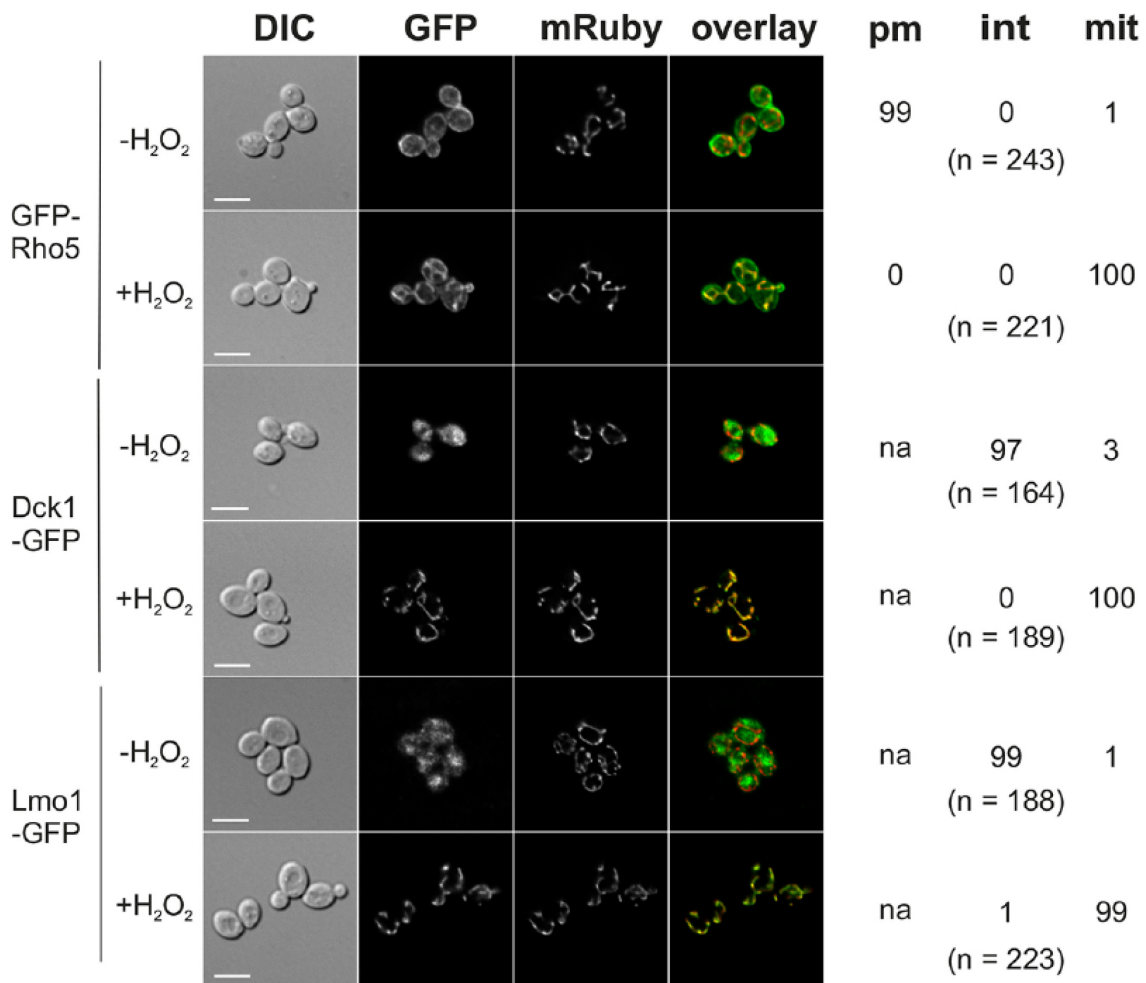 DIC GFP mRuby overlay pm int mit
GFP-
Rho5
-H₂O₂ 99 0 1
(n = 243)
+H₂O₂ 0 0 100
(n = 221)
Dck1
-GFP
-H₂O₂ na 97 3
(n = 164)
+H₂O₂ na 0 100
(n = 189)
Lmo1
-GFP
-H₂O₂ na 99 1
(n = 188)
+H₂O₂ na 1 99
(n = 223)